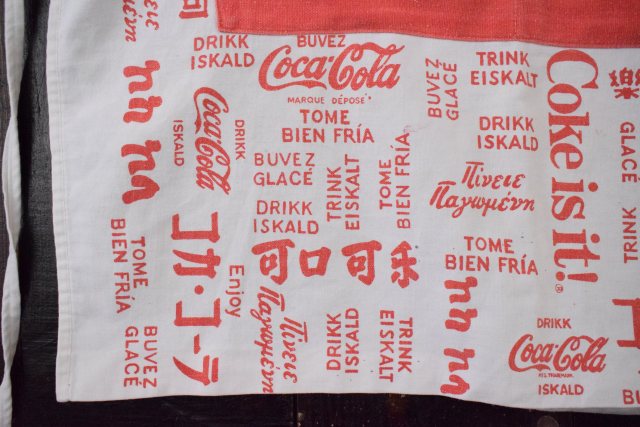 DRIKK
ISKALD
BUVEZ
Coca-Cola
MARQUE DÉPOSÉ
TOME
BIEN FRÍA
BUVEZ
GLACÉ
TRINK
EISKALT
Coke is it!
®
樂
DRIKK
Coca-Cola
ISKALD
BUVEZ
GLACÉ
TRINK
EISKALT
TOME
BIEN FRÍA
DRIKK
ISKALD
Πίνετε
Παγωμένη
GLACÉ
DRIKK
ISKALD
コカ・コーラ
可口可樂
TOME
BIEN FRÍA
TRINK
TOME
BIEN FRÍA
Enjoy
Πίνετε
Παγωμένη
DRIKK
ISKALD
TRINK
EISKALT
BUVEZ
GLACÉ
DRIKK
Coca-Cola
ISKALD